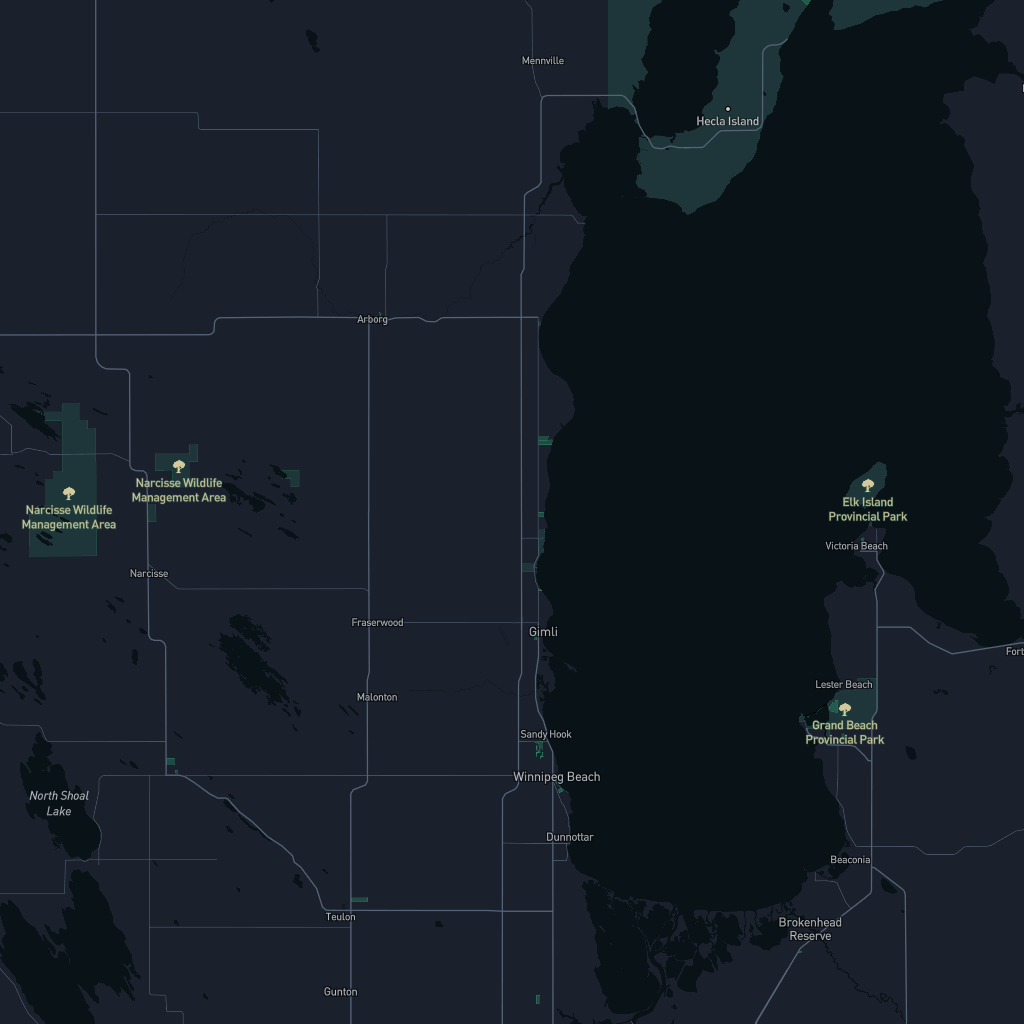 Mennville
Hecla Island
Arborg
Narcisse Wildlife
Management Area
Narcisse Wildlife
Management Area
Elk Island
Provincial Park
Victoria Beach
Narcisse
Fraserwood
Gimli
Fort
Lester Beach
Malonton
Grand Beach
Provincial Park
Sandy Hook
Winnipeg Beach
North Shoal
Lake
Dunnottar
Beaconia
Teulon
Brokenhead
Reserve
Gunton